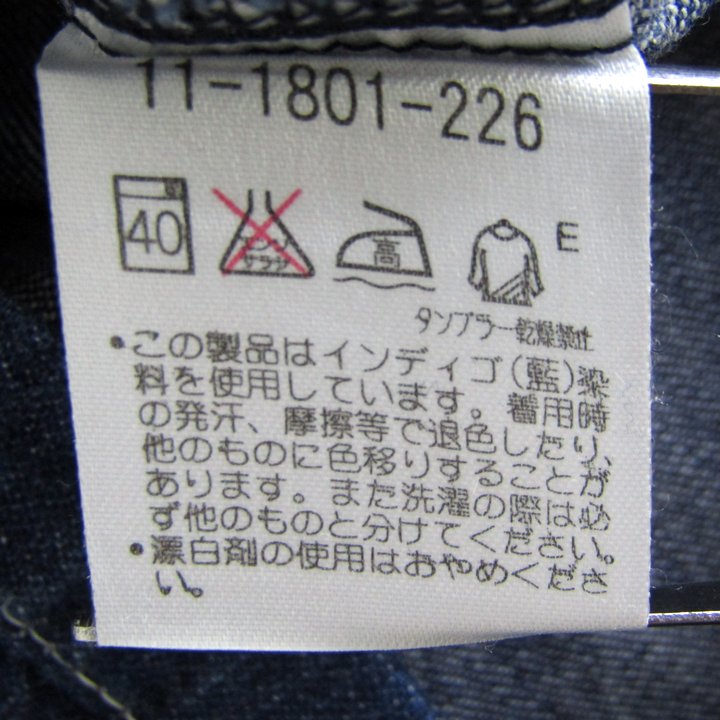 11-1801-226
40 エンソ サラシ 高 E
タンブラー乾燥禁止
•この製品はインディゴ(藍)染
料を使用しています。着用時
の発汗、摩擦等で退色したり、
他のものに色移りすることが
あります。また洗濯の際は必
ず他のものと分けてください。
•漂白剤の使用はおやめくださ
い。